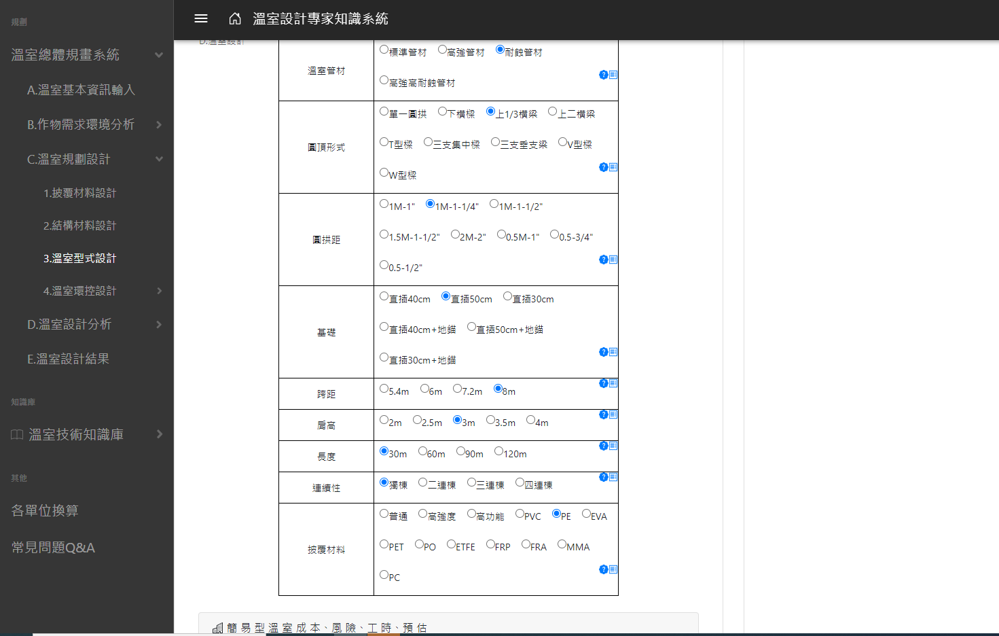 規劃
溫室總體規畫系統
A.溫室基本資訊輸入
B.作物需求環境分析
C.溫室規劃設計
1.披覆材料設計
2.結構材料設計
3.溫室型式設計
4.溫室環控設計
D.溫室設計分析
E.溫室設計結果
知識庫
溫室技術知識庫
其他
各單位換算
常見問題Q&A
溫室設計專家知識系統
D.溫室設計
溫室管材
標準管材 高強管材 耐蝕管材
高強高耐蝕管材
圓頂形式
單一圓拱 下橫樑 上1/3橫梁 上二橫梁
T型樑 三支集中樑 三支垂支梁 V型樑
W型樑
圓拱距
1M-1" 1M-1-1/4" 1M-1-1/2"
1.5M-1-1/2" 2M-2" 0.5M-1" 0.5-3/4"
0.5-1/2"
基礎
直插40cm 直插50cm 直插30cm
直插40cm+地錨 直插50cm+地錨
直插30cm+地錨
跨距
5.4m 6m 7.2m 8m
肩高
2m 2.5m 3m 3.5m 4m
長度
30m 60m 90m 120m
連續性
獨棟 二連棟 三連棟 四連棟
披覆材料
普通 高強度 高功能 PVC PE EVA
PET PO ETFE FRP FRA MMA
PC
簡易型溫室成本、風險、工時、預估